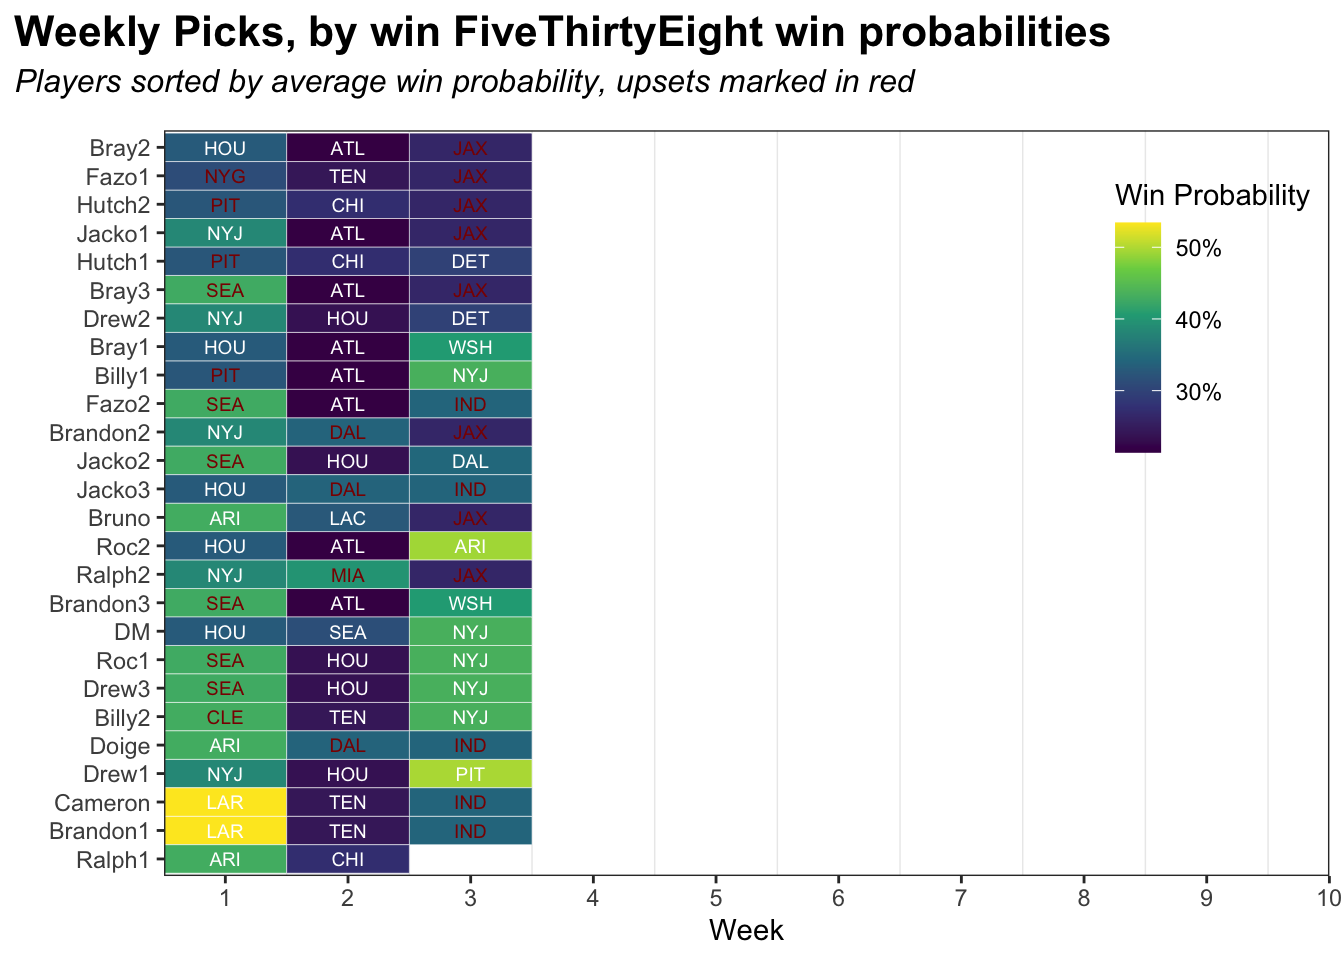 Weekly Picks, by win FiveThirtyEight win probabilities
Players sorted by average win probability, upsets marked in red
Bray2 HOU ATL JAX
Fazo1 NYG TEN JAX
Hutch2 PIT CHI JAX
Jacko1 NYJ ATL JAX
Hutch1 PIT CHI DET
Bray3 SEA ATL JAX
Drew2 NYJ HOU DET
Bray1 HOU ATL WSH
Billy1 PIT ATL NYJ
Fazo2 SEA ATL IND
Brandon2 NYJ DAL JAX
Jacko2 SEA HOU DAL
Jacko3 HOU DAL IND
Bruno ARI LAC JAX
Roc2 HOU ATL ARI
Ralph2 NYJ MIA JAX
Brandon3 SEA ATL WSH
DM HOU SEA NYJ
Roc1 SEA HOU NYJ
Drew3 SEA HOU NYJ
Billy2 CLE TEN NYJ
Doige ARI DAL IND
Drew1 NYJ HOU PIT
Cameron LAR TEN IND
Brandon1 LAR TEN IND
Ralph1 ARI CHI
1 2 3 4 5 6 7 8 9 10
Week
Win Probability
50%
40%
30%